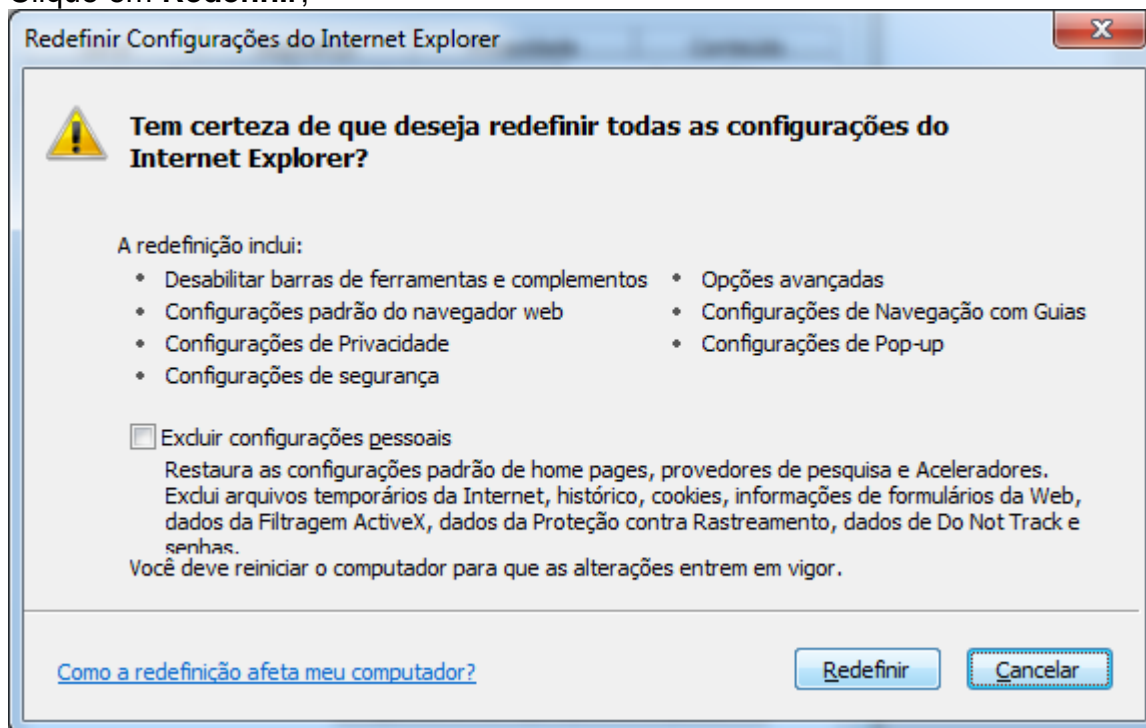 Clique em Redefinir;
Redefinir Configurações do Internet Explorer
Tem certeza de que deseja redefinir todas as configurações do
Internet Explorer?
A redefinição inclui:
• Desabilitar barras de ferramentas e complementos
• Configurações padrão do navegador web
• Configurações de Privacidade
• Configurações de segurança
• Opções avançadas
• Configurações de Navegação com Guias
• Configurações de Pop-up
Excluir configurações pessoais
Restaura as configurações padrão de home pages, provedores de pesquisa e Aceleradores.
Exclui arquivos temporários da Internet, histórico, cookies, informações de formulários da Web,
dados da Filtragem ActiveX, dados da Proteção contra Rastreamento, dados de Do Not Track e
senhas.
Você deve reiniciar o computador para que as alterações entrem em vigor.
Como a redefinição afeta meu computador?
Redefinir
Cancelar